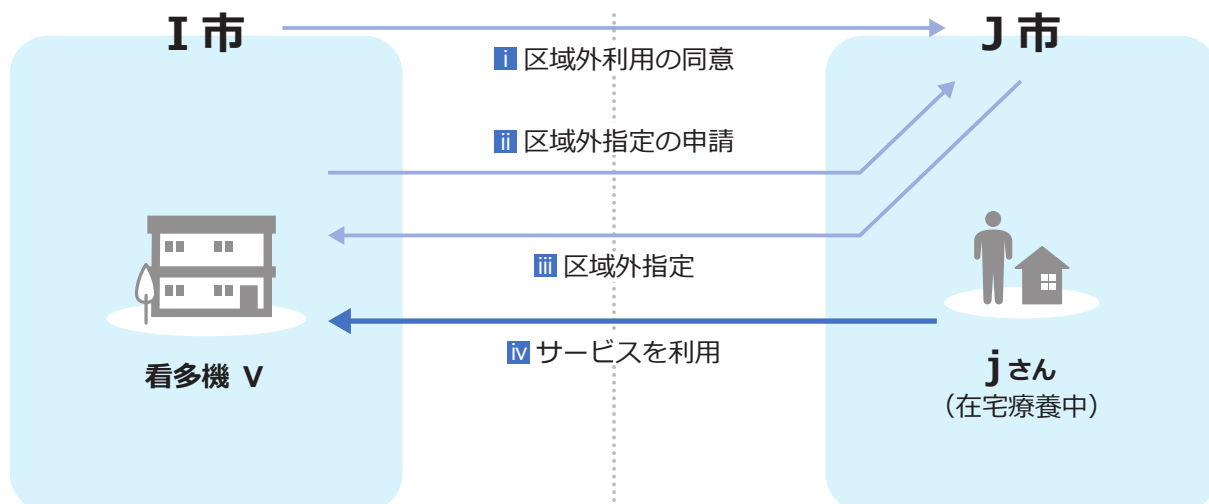 I 市
J 市
i 区域外利用の同意
ii 区域外指定の申請
iii 区域外指定
iv サービスを利用
看多機 V
jさん
（在宅療養中）